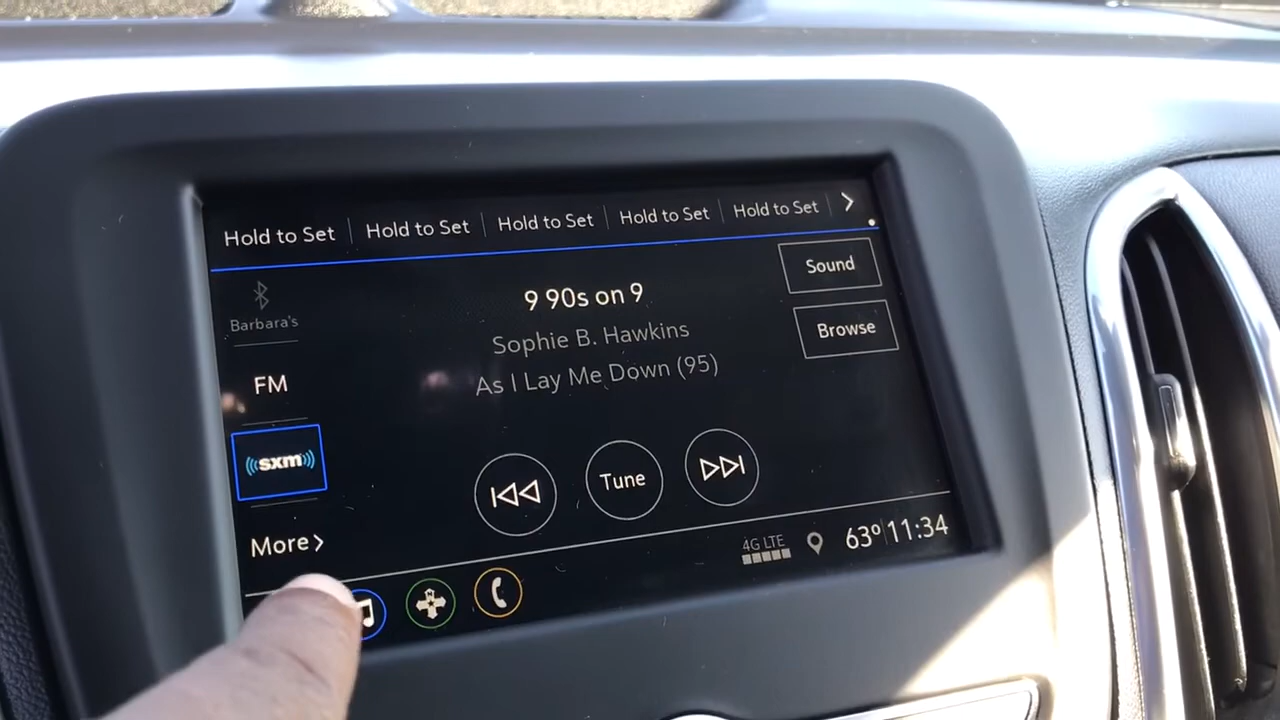 Hold to Set Hold to Set Hold to Set Hold to Set Hold to Set >
Barbara's
FM
sxm
More >
9 90s on 9
Sophie B. Hawkins
As I Lay Me Down (95)
Sound
Browse
Tune
4G LTE
63º 11:34